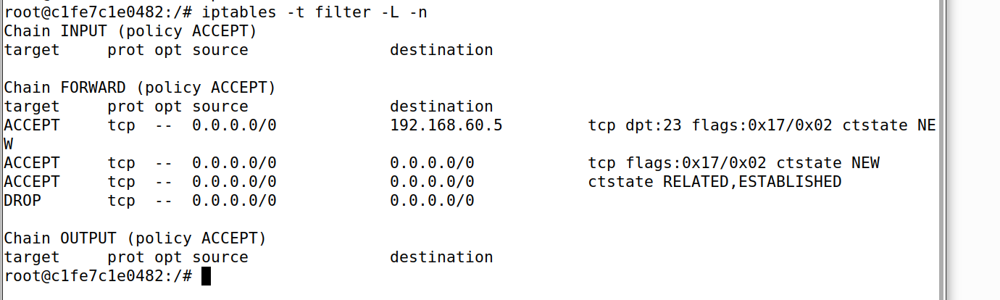 root@c1fe7c1e0482:/# iptables -t filter -L -n
Chain INPUT (policy ACCEPT)
target     prot opt source               destination

Chain FORWARD (policy ACCEPT)
target     prot opt source               destination
ACCEPT     tcp  --  0.0.0.0/0            192.168.60.5         tcp dpt:23 flags:0x17/0x02 ctstate NE
W
ACCEPT     tcp  --  0.0.0.0/0            0.0.0.0/0            tcp flags:0x17/0x02 ctstate NEW
ACCEPT     tcp  --  0.0.0.0/0            0.0.0.0/0            ctstate RELATED,ESTABLISHED
DROP       tcp  --  0.0.0.0/0            0.0.0.0/0

Chain OUTPUT (policy ACCEPT)
target     prot opt source               destination
root@c1fe7c1e0482:/#